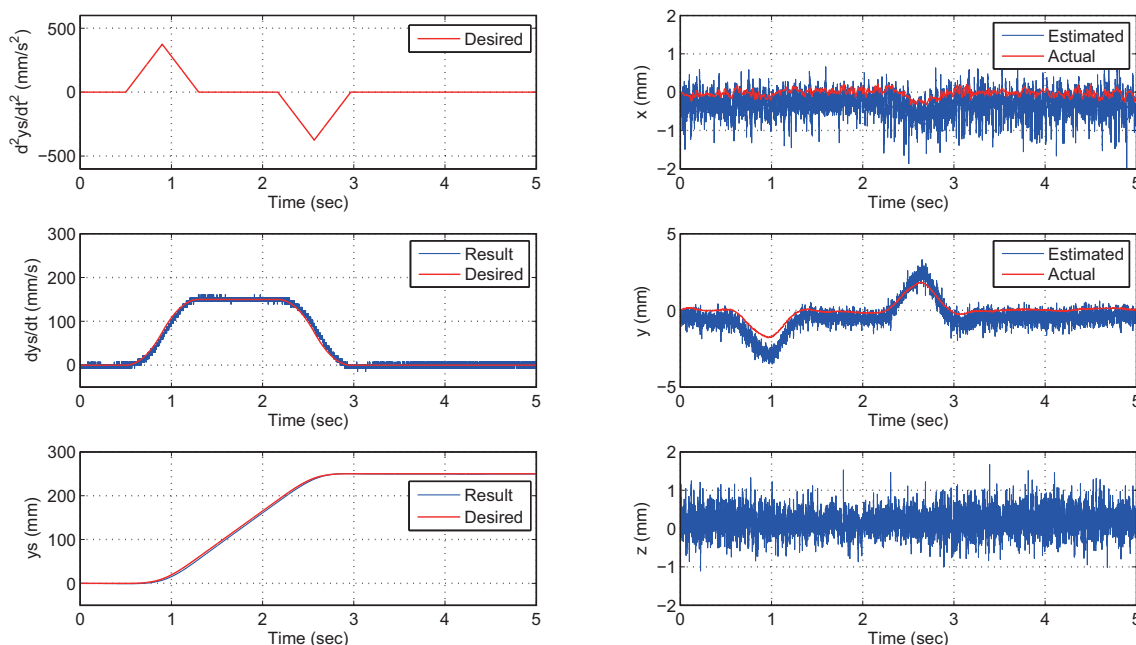 500
0
−500
d²ys/dt² (mm/s²)
Desired
0 1 2 3 4 5
Time (sec)
2
1
0
−1
−2
x (mm)
Estimated
Actual
0 1 2 3 4 5
Time (sec)
300
200
100
0
dys/dt (mm/s)
Result
Desired
0 1 2 3 4 5
Time (sec)
5
0
−5
y (mm)
Estimated
Actual
0 1 2 3 4 5
Time (sec)
300
200
100
0
ys (mm)
Result
Desired
0 1 2 3 4 5
Time (sec)
2
1
0
−1
−2
z (mm)
0 1 2 3 4 5
Time (sec)